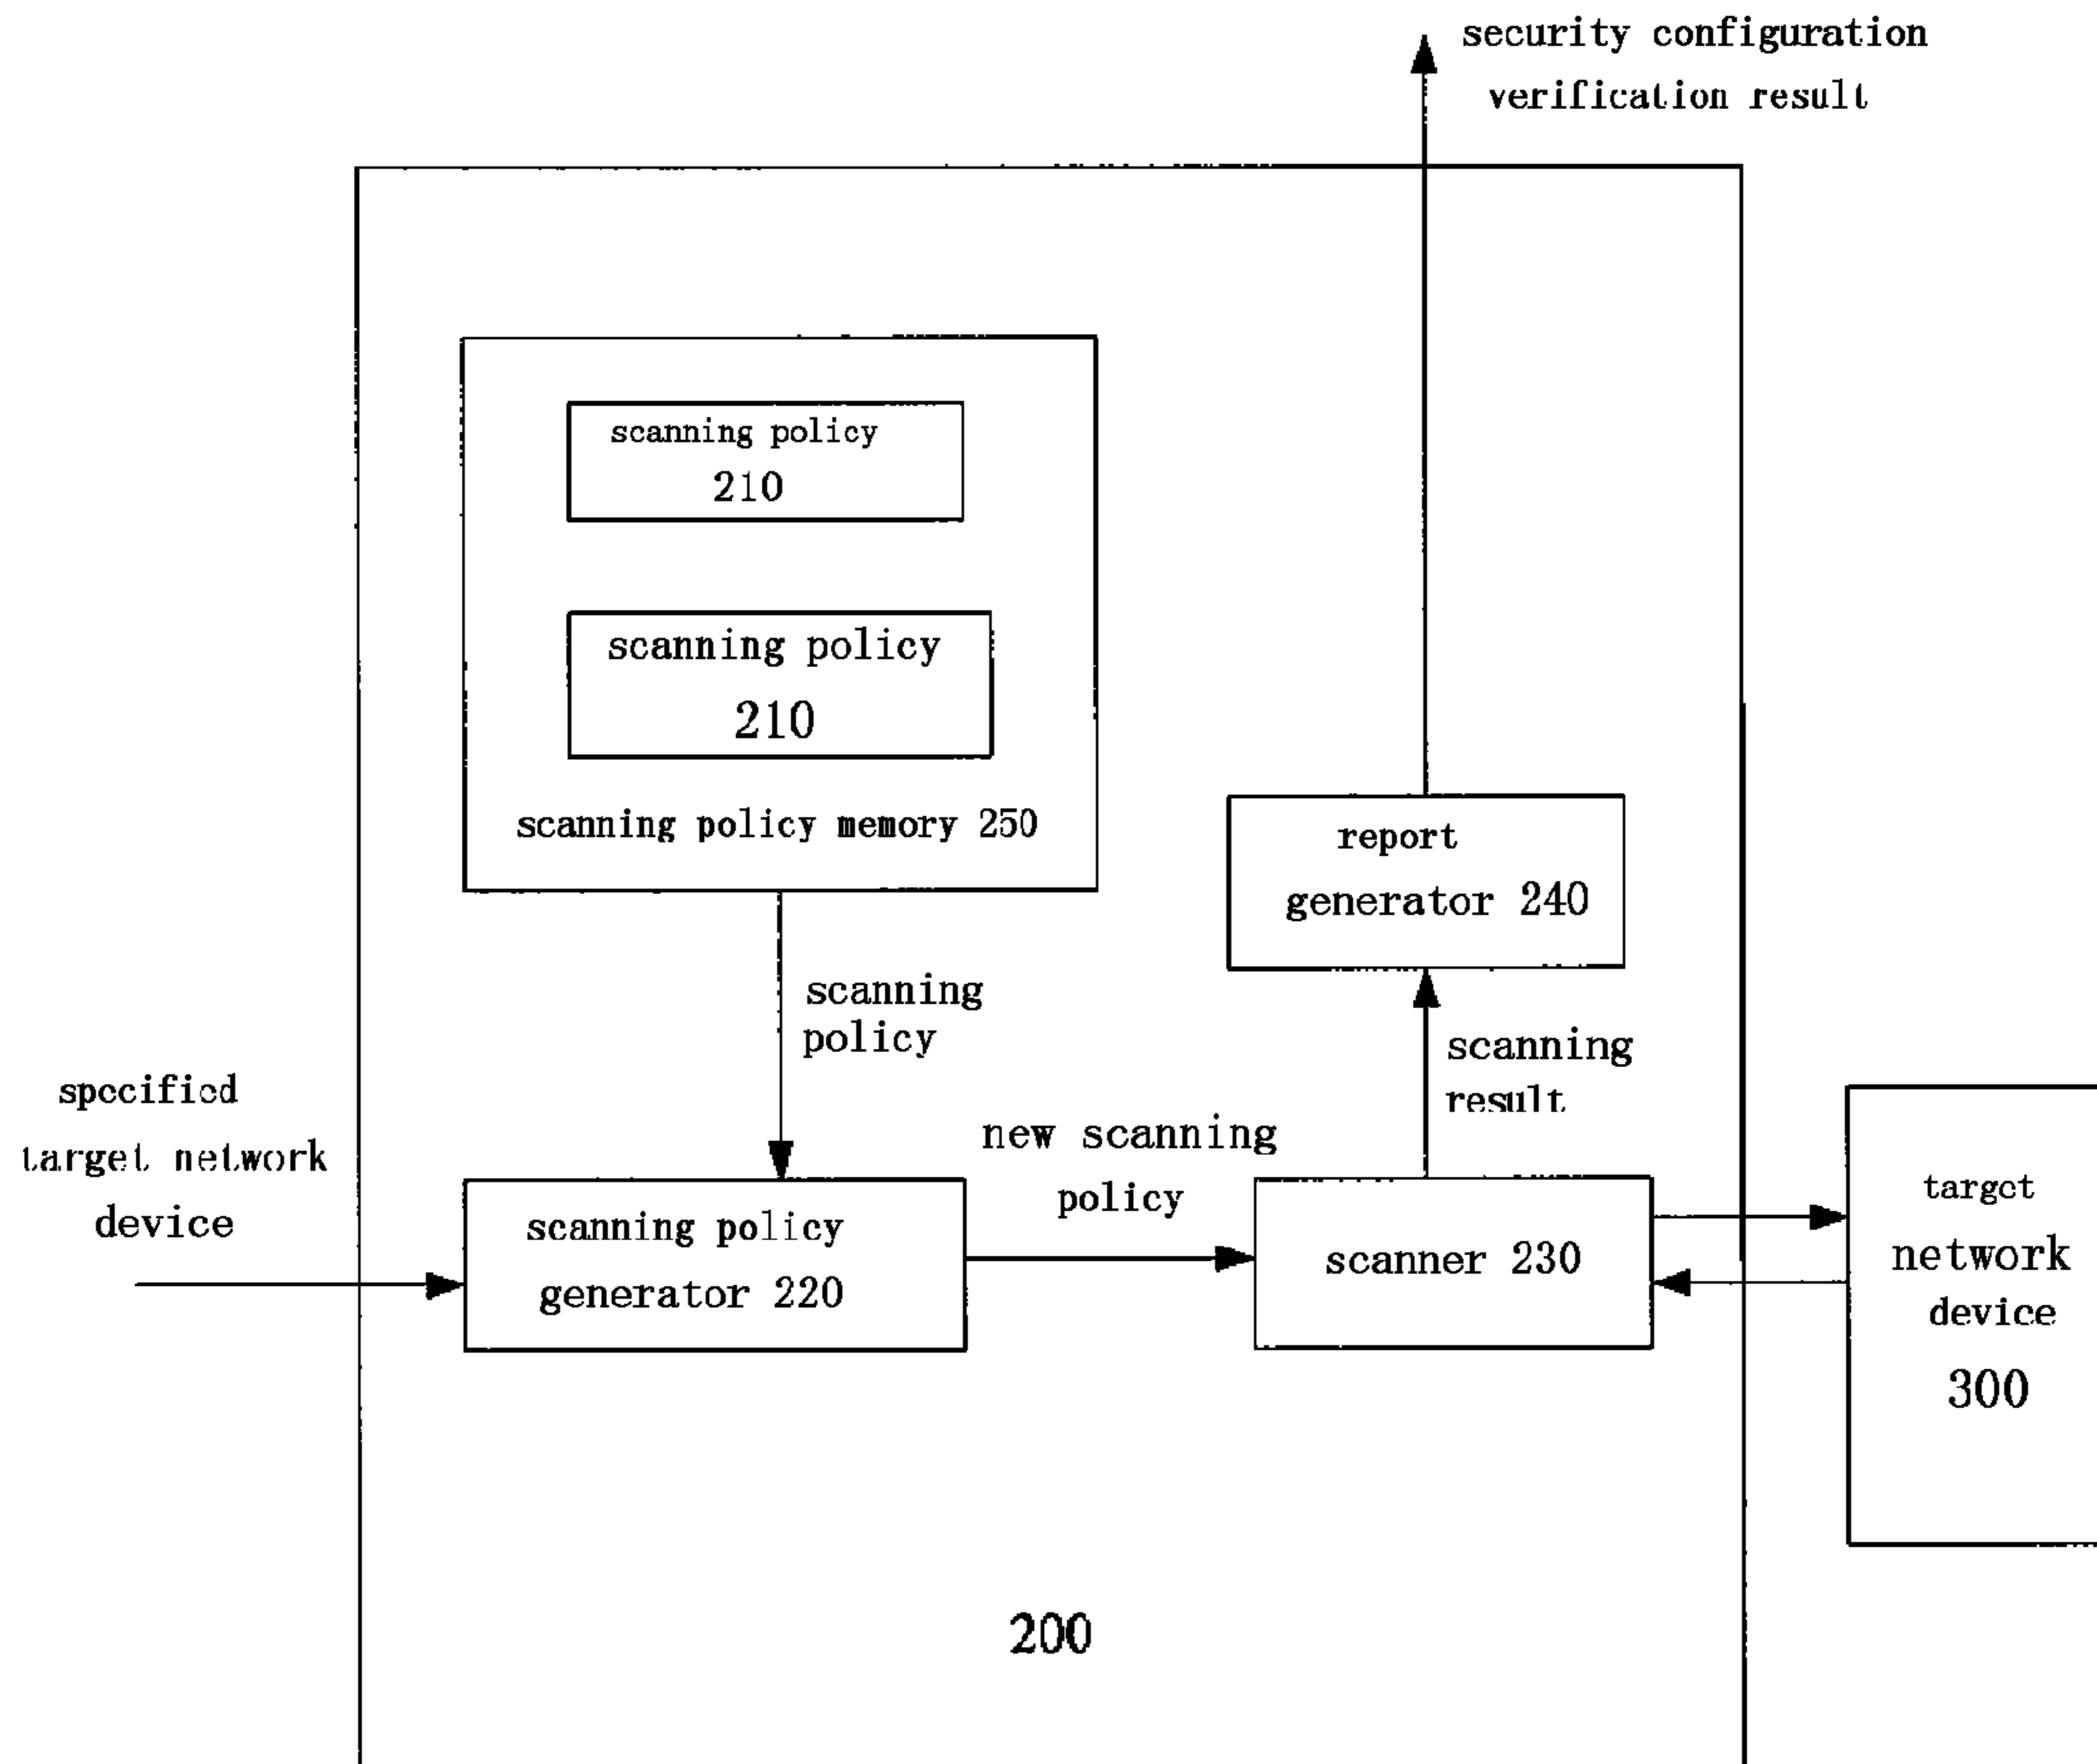 security configuration
verification result
scanning policy
210
scanning policy
210
scanning policy memory 250
report
generator 240
scanning
policy
scanning
result
specified
target network
device
new scanning
policy
scanning policy
generator 220
scanner 230
target
network
device
300
200